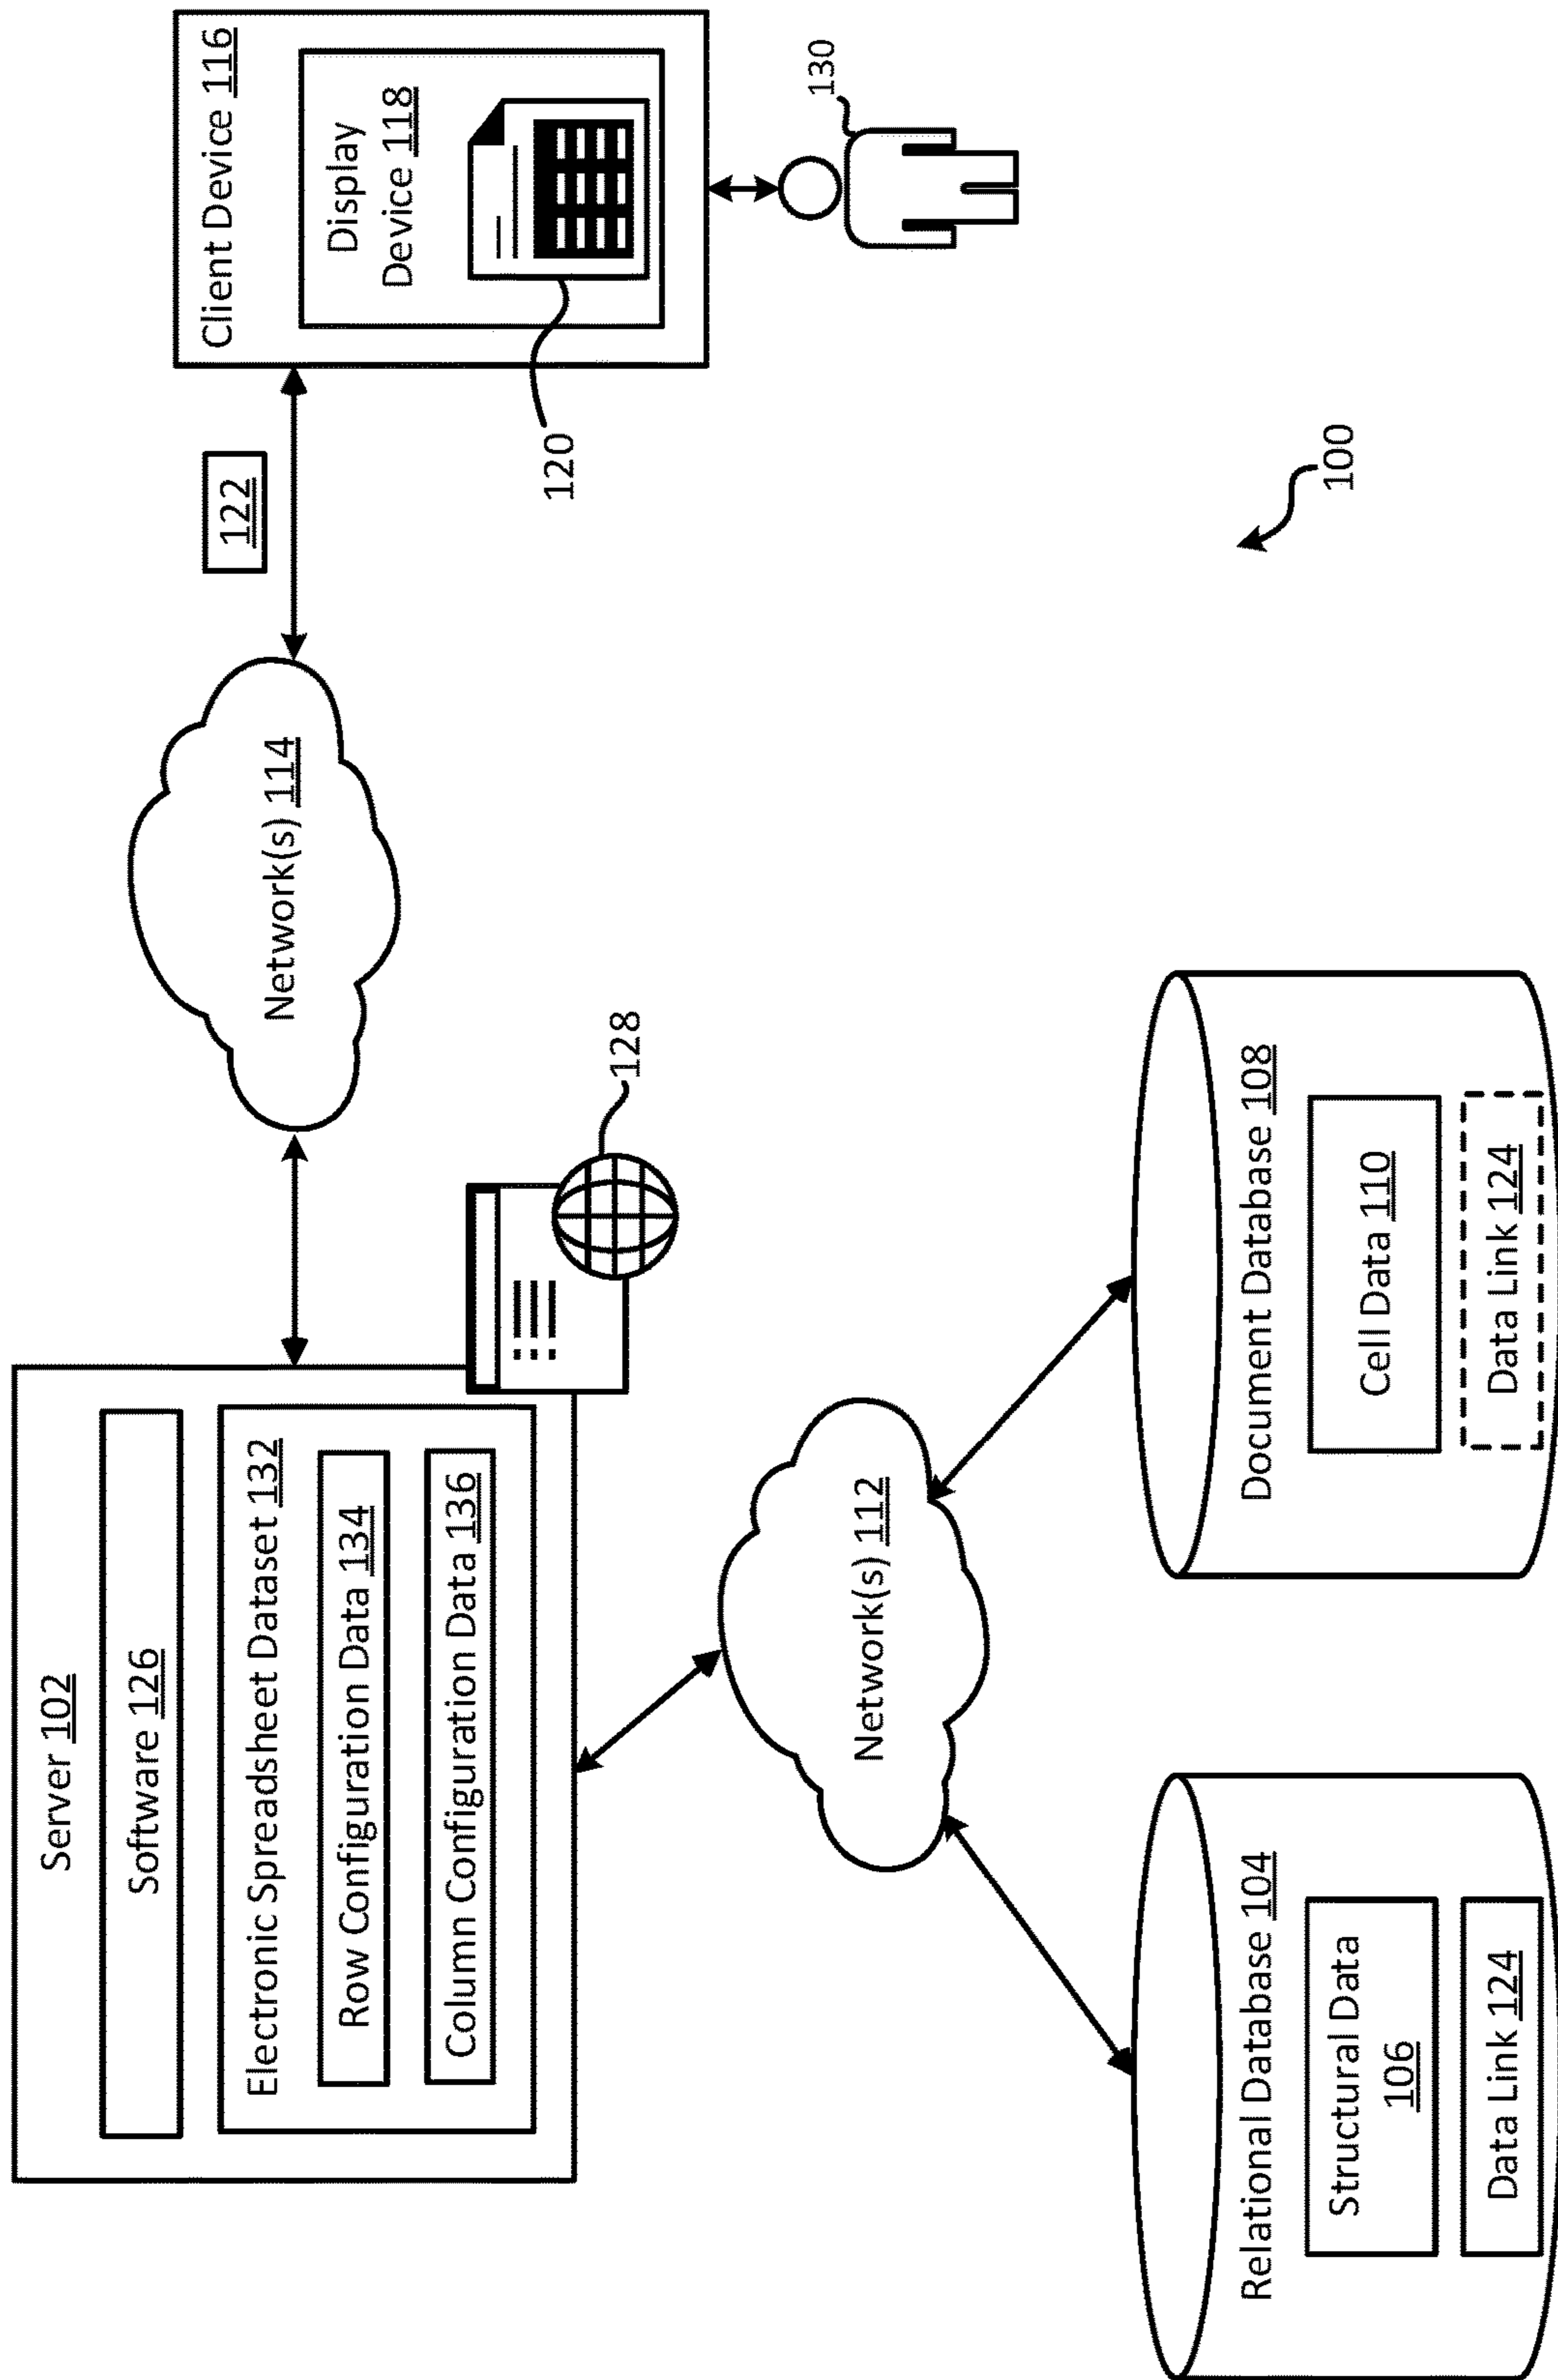 Server 102
Software 126
Electronic Spreadsheet Dataset 132
Row Configuration Data 134
Column Configuration Data 136
128
Network(s) 114
122
Client Device 116
Display
Device 118
120
130
Network(s) 112
100
Relational Database 104
Structural Data
106
Data Link 124
Document Database 108
Cell Data 110
Data Link 124